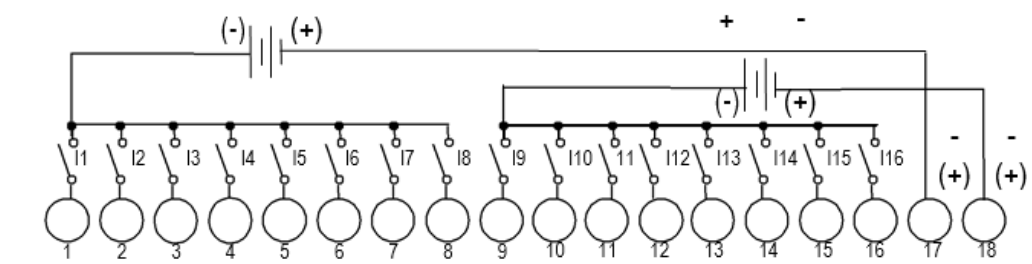 + -
(-) (+)
(-) (+)
- -
I1 I2 I3 I4 I5 I6 I7 I8 I9 I10 11 I12 I13 I14 I15 I16
(+) (+)
1 2 3 4 5 6 7 8 9 10 11 12 13 14 15 16 17 18